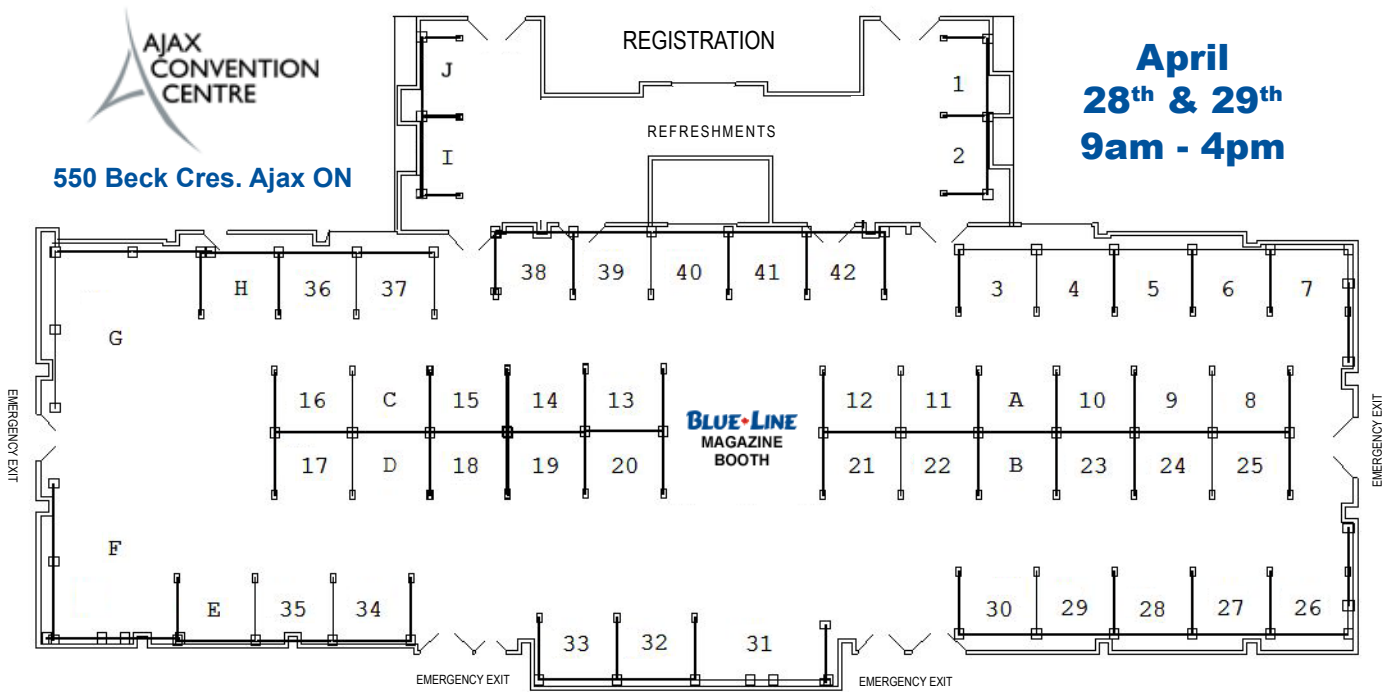 AJAX
CONVENTION
CENTRE
550 Beck Cres. Ajax ON
REGISTRATION
REFRESHMENTS
April
28th & 29th
9am - 4pm
J
I
1
2
H 36 37
38 39 40 41 42
3 4 5 6 7
G
16 C 15 14 13
17 D 18 19 20
BLUE LINE
MAGAZINE
BOOTH
12 11 A 10 9 8
21 22 B 23 24 25
EMERGENCY EXIT
EMERGENCY EXIT
F
E 35 34
33 32 31
30 29 28 27 26
EMERGENCY EXIT
EMERGENCY EXIT